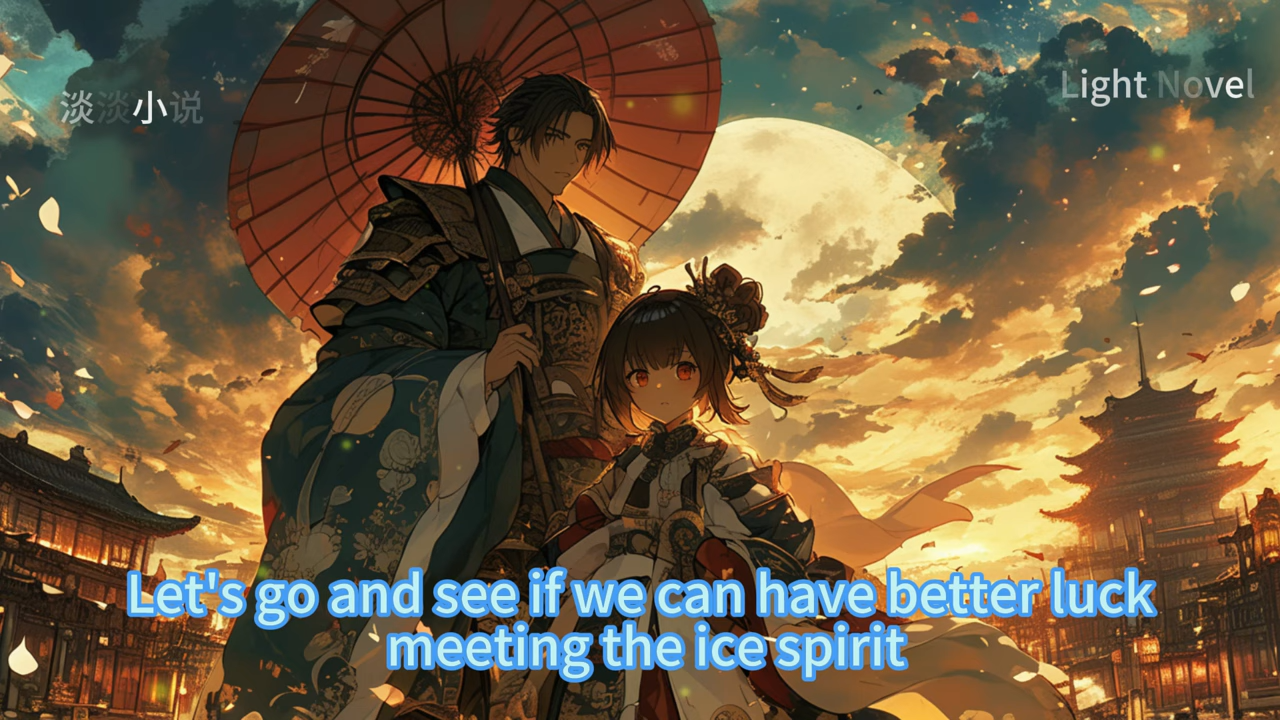 淡淡小说
Light Novel
Let's go and see if we can have better luck
meeting the ice spirit